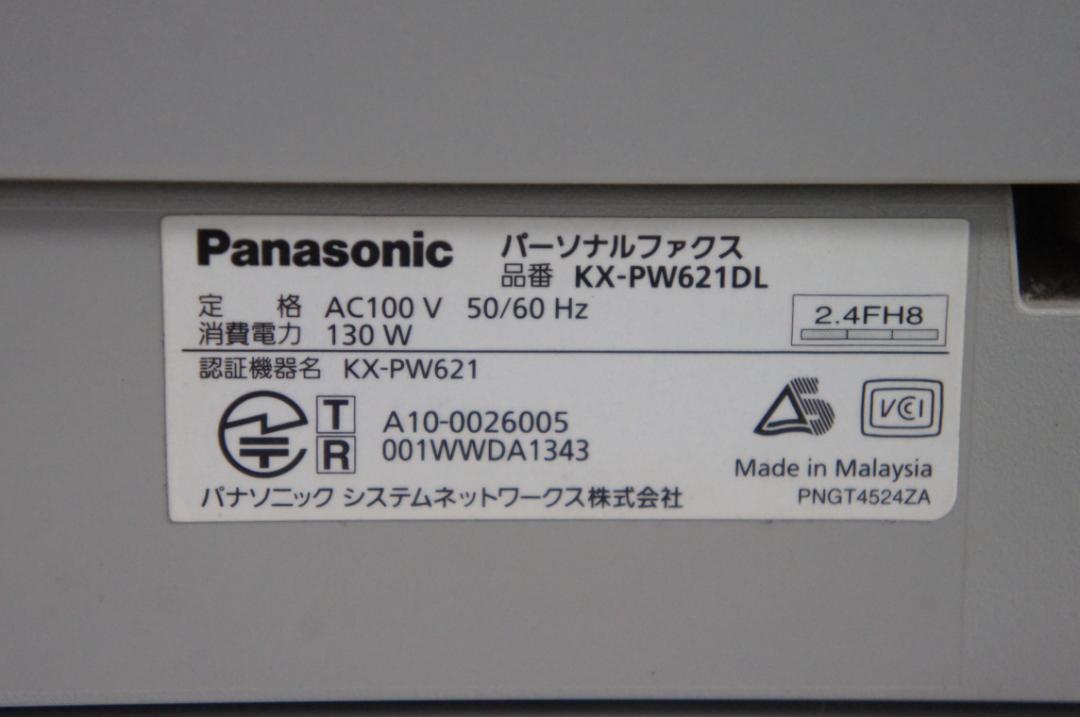 Panasonic パーソナルファクス
品番 KX-PW621DL
定 格 AC100 V 50/60 Hz
消費電力 130 W
2.4FH8
認証機器名 KX-PW621
T A10-0026005
R 001WWDA1343
VCI
Made in Malaysia
パナソニック システムネットワークス株式会社
PNGT4524ZA